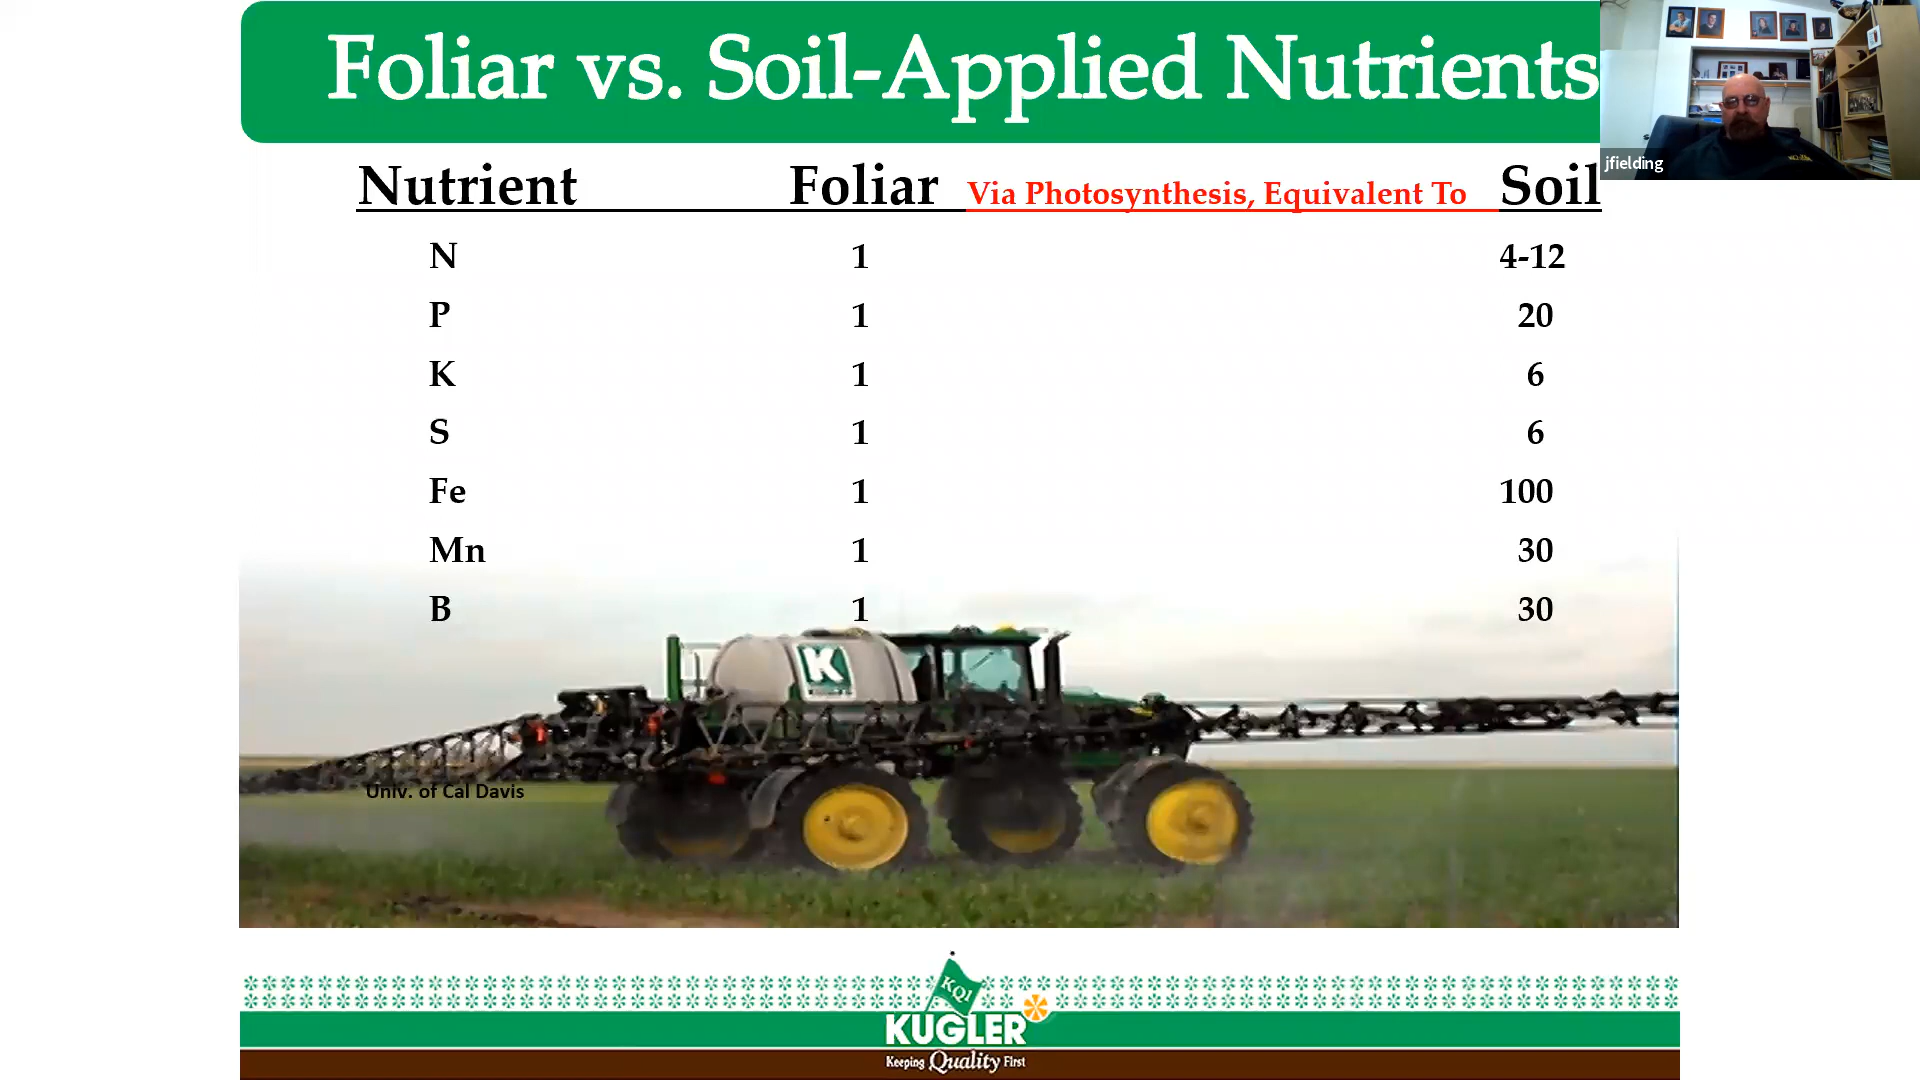 Foliar vs. Soil-Applied Nutrients
jfielding
Nutrient Foliar Via Photosynthesis, Equivalent To Soil
N 1 4-12
P 1 20
K 1 6
S 1 6
Fe 1 100
Mn 1 30
B 1 30
K
Univ. of Cal Davis
KQ1
KUGLER
Keeping Quality First